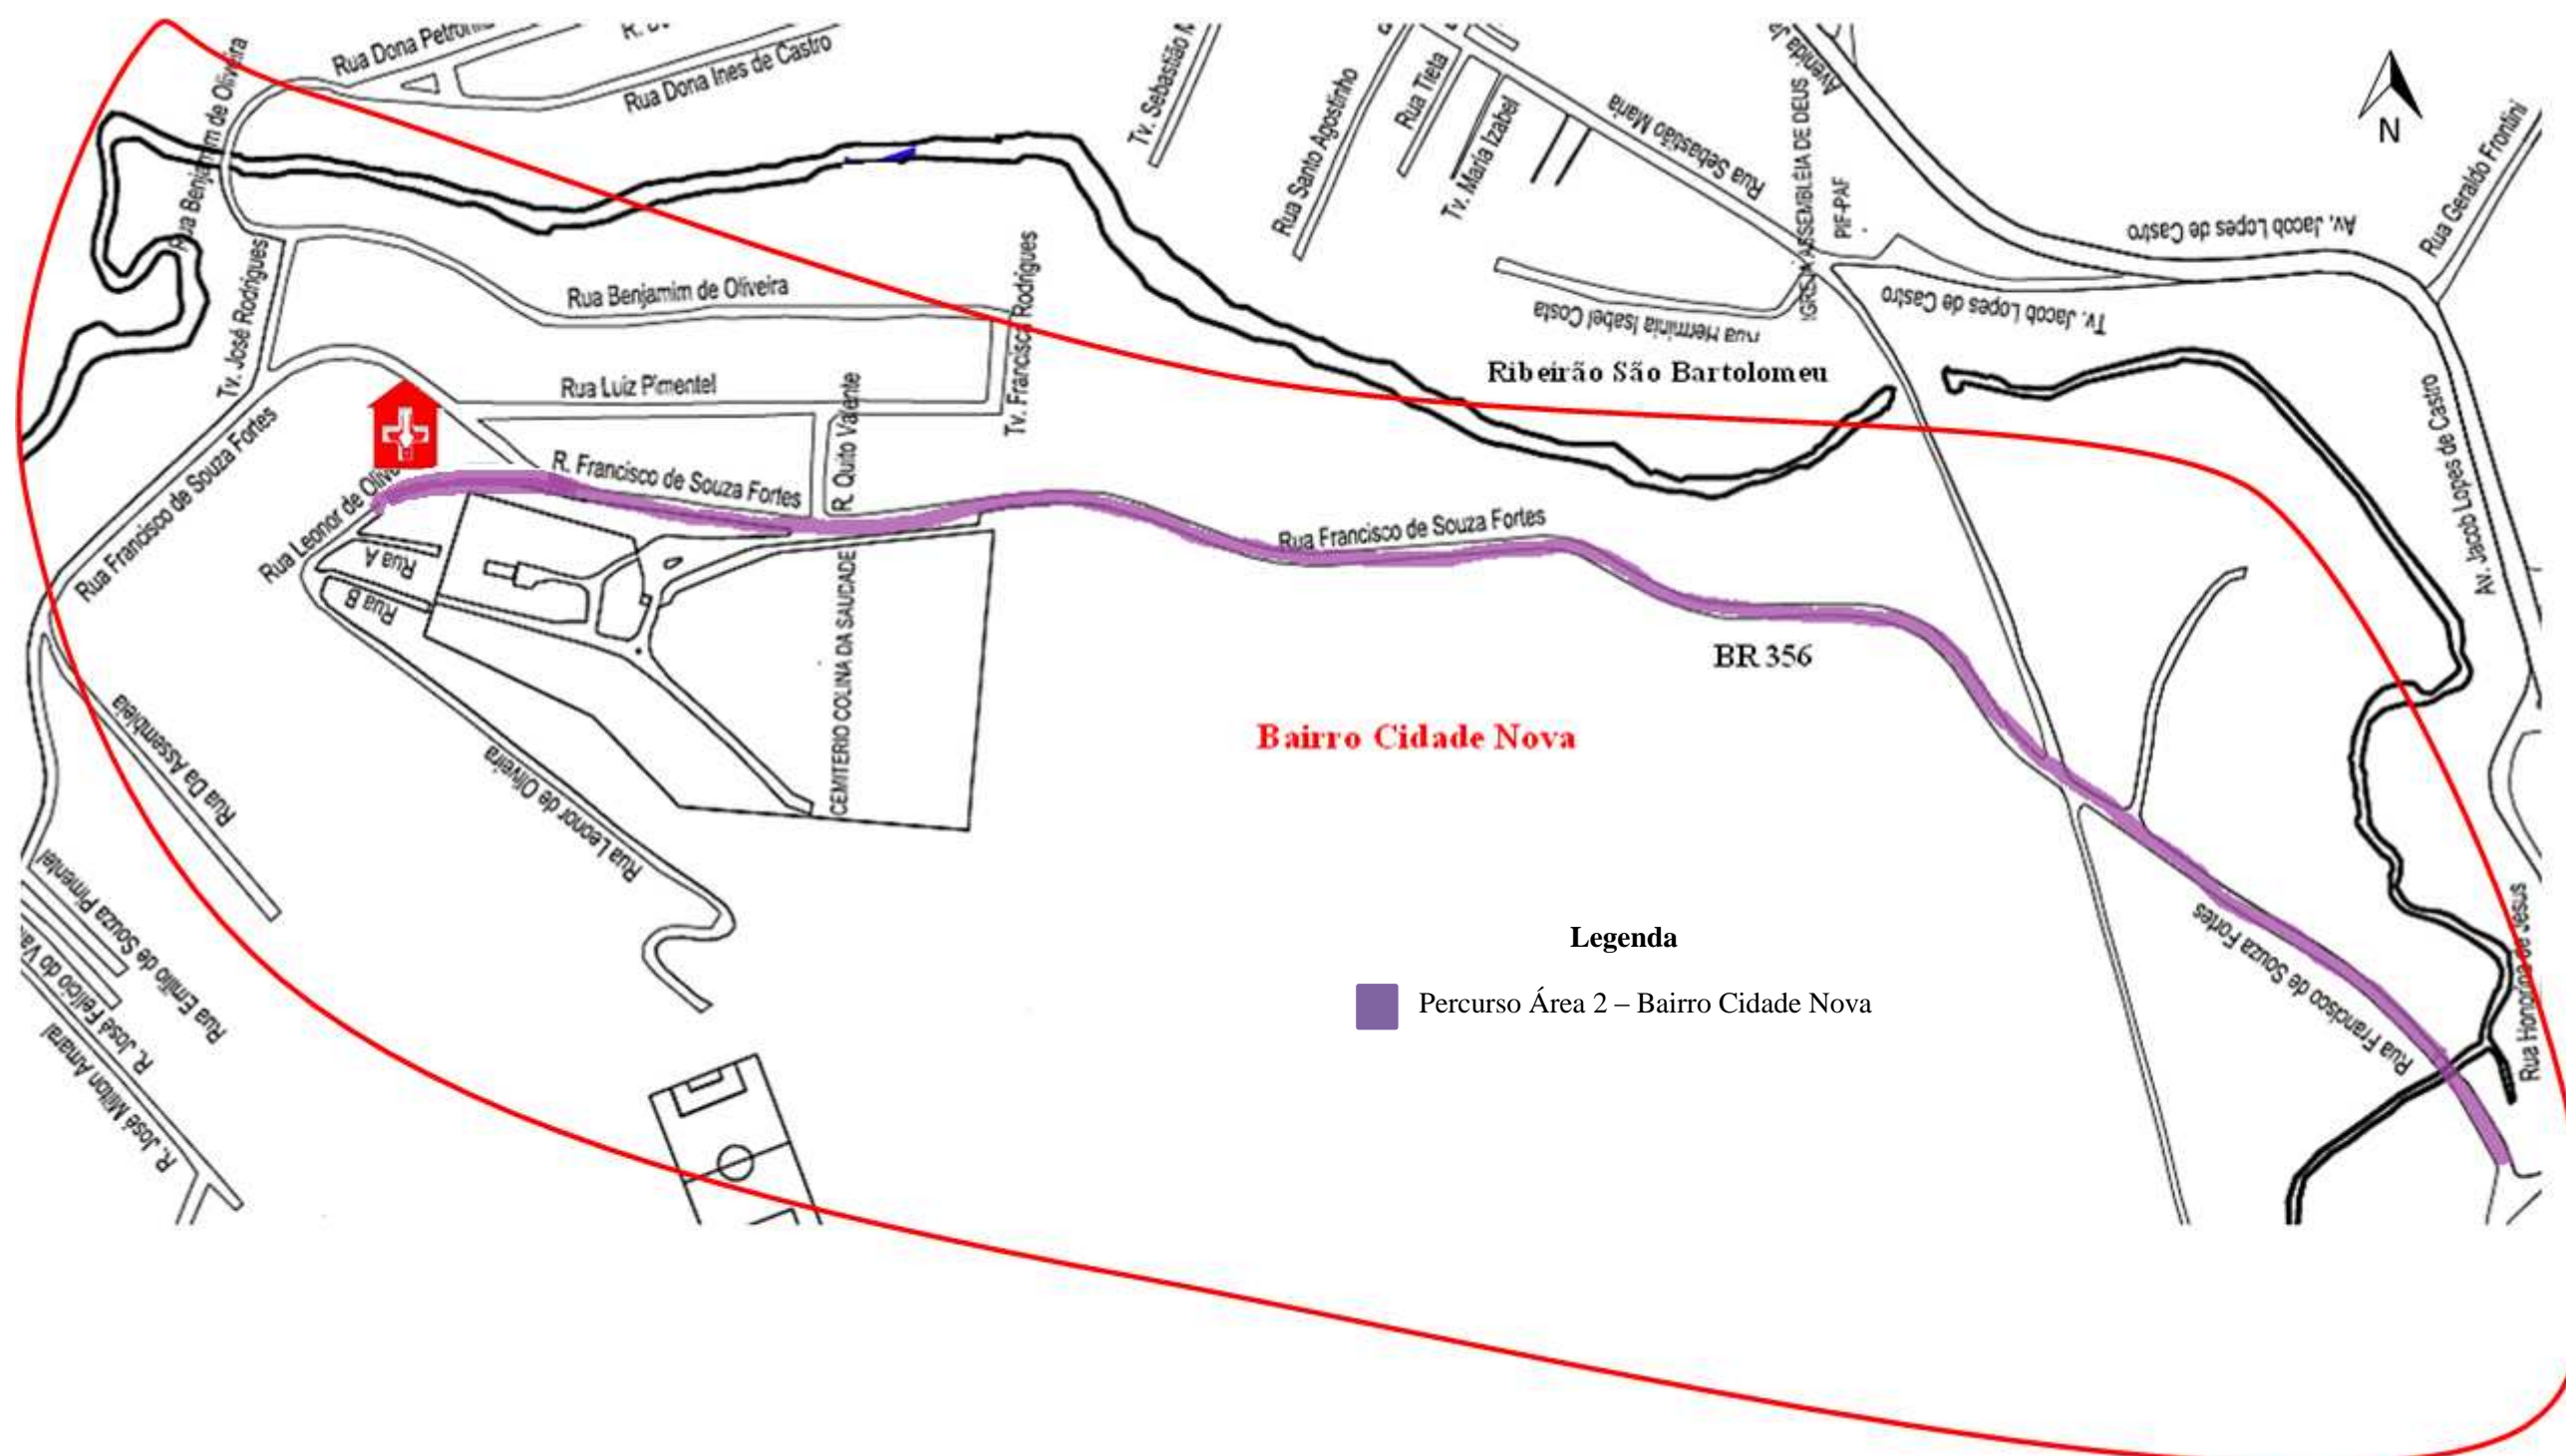 Rua Dona
Rua Dona Ines de Castro
Rua Benjamim de Oliveira
Tv. Sebastião
Rua Santo Agostinho
Rua Tieta
Tv. Maria Izabel
Rua Sebastião Maria
Avenida
IGREJA ASSEMBLÉIA DE DEUS
PIF-PAF
N
Rua Geraldo Frontini
Av. Jacob Lopes de Castro
Tv. Jacob Lopes de Castro
Rua Herminia Isabel Costa
Ribeirão São Bartolomeu
Tv. José Rodrigues
Rua Benjamim de Oliveira
Tv. Francisca Rodrigues
Rua Luiz Pimentel
R. Quito Valente
Rua Francisco de Souza Fortes
R. Francisco de Souza Fortes
Rua Leonor de
Rua A
Rua B
Rua Francisco de Souza Fortes
Av. Jacob Lopes de Castro
CEMITERIO COLINA DA SAUDADE
BR 356
Bairro Cidade Nova
Rua Da Assembleia
Rua Leonor de Oliveira
Rua Emilio de Souza Pimentel
R. José Felício do
R. José Milton Amaral
Rua Francisco de Souza Fortes
Rua Honorina de Jesus
Legenda
Percurso Área 2 – Bairro Cidade Nova